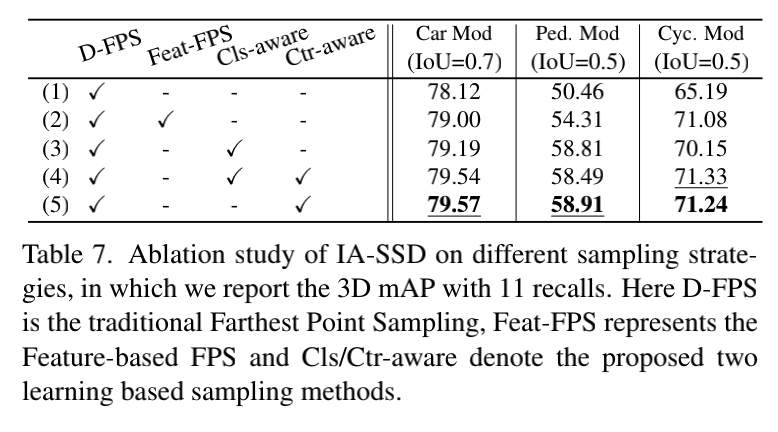 D-FPS Feat-FPS Cls-aware Ctr-aware Car Mod Ped. Mod Cyc. Mod
(IoU=0.7) (IoU=0.5) (IoU=0.5)
(1) ✓ - - - 78.12 50.46 65.19
(2) ✓ ✓ - - 79.00 54.31 71.08
(3) ✓ - ✓ - 79.19 58.81 70.15
(4) ✓ - ✓ ✓ 79.54 58.49 71.33
(5) ✓ - - ✓ 79.57 58.91 71.24
Table 7. Ablation study of IA-SSD on different sampling strate-
gies, in which we report the 3D mAP with 11 recalls. Here D-FPS
is the traditional Farthest Point Sampling, Feat-FPS represents the
Feature-based FPS and Cls/Ctr-aware denote the proposed two
learning based sampling methods.